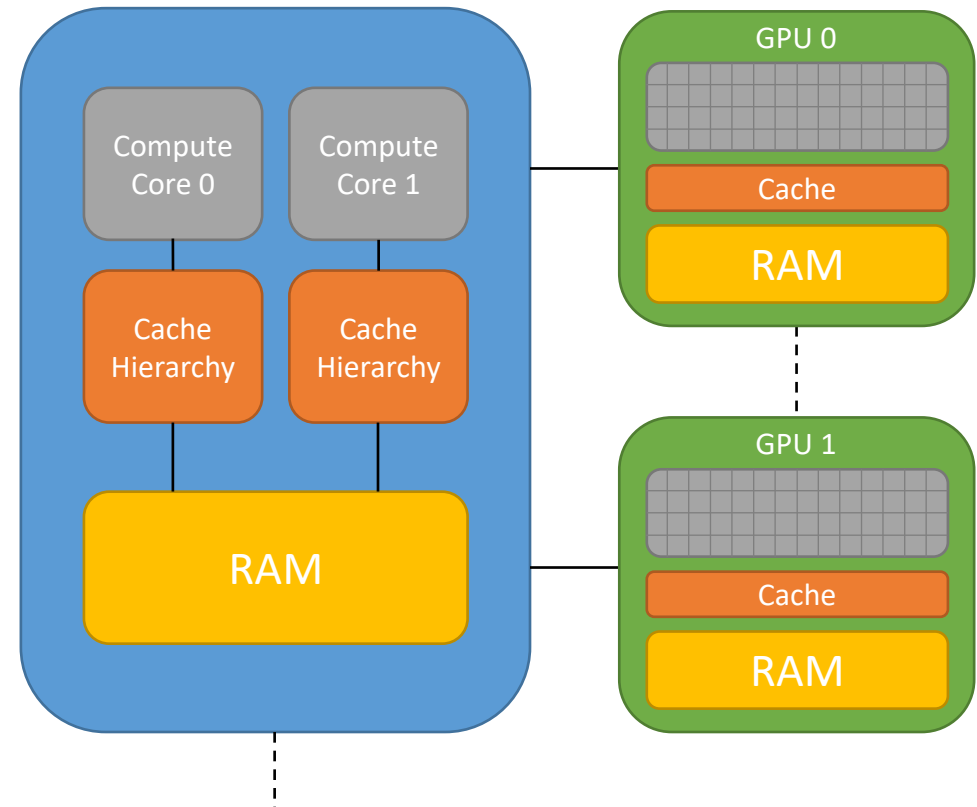 Compute
Core 0
Compute
Core 1
Cache
Hierarchy
Cache
Hierarchy
RAM
GPU 0
Cache
RAM
GPU 1
Cache
RAM